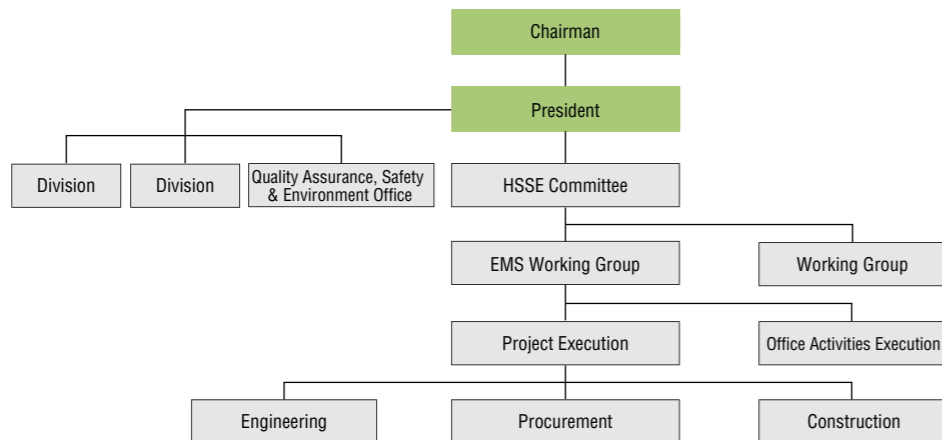 Chairman
President
Division
Division
Quality Assurance, Safety
& Environment Office
HSSE Committee
EMS Working Group
Working Group
Project Execution
Office Activities Execution
Engineering
Procurement
Construction